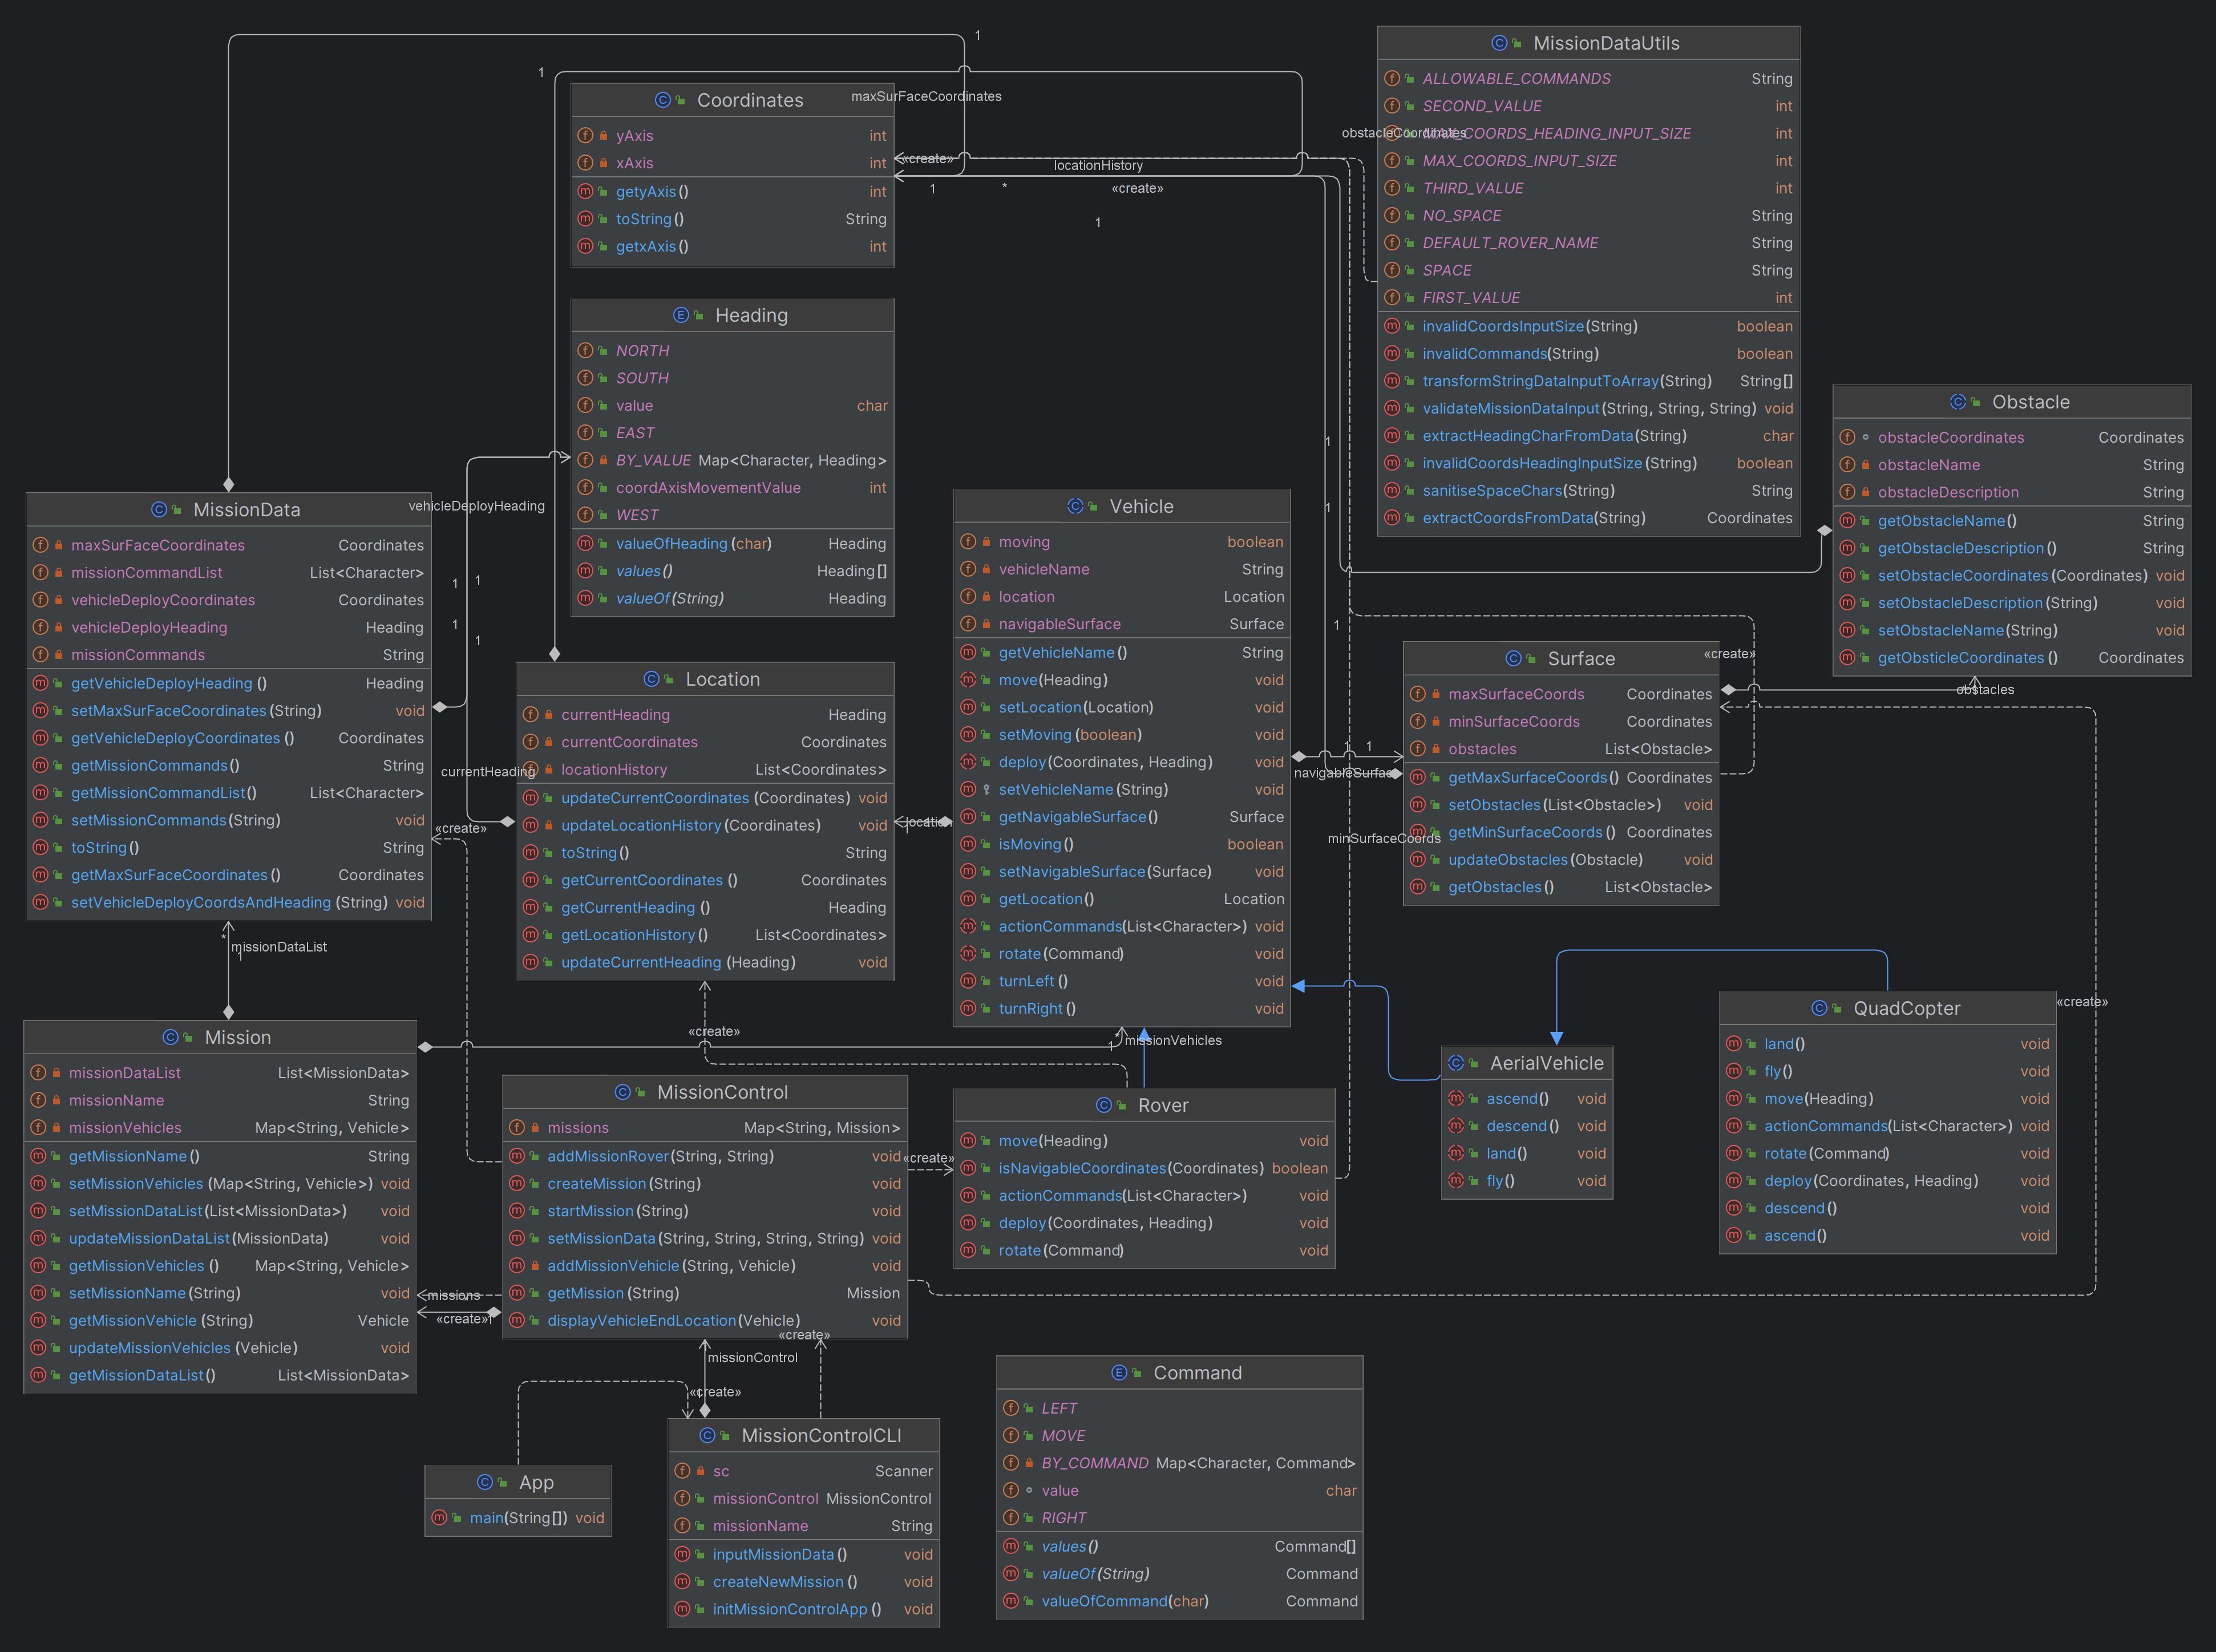 1
1
maxSurFaceCoordinates
obstacleCoordinates
«create»
locationHistory
1
*
«create»
1
Coordinates
yAxis int
xAxis int
getyAxis() int
toString() String
getxAxis() int
MissionDataUtils
ALLOWABLE_COMMANDS String
SECOND_VALUE int
MAX_COORDS_HEADING_INPUT_SIZE int
MAX_COORDS_INPUT_SIZE int
THIRD_VALUE int
NO_SPACE String
DEFAULT_ROVER_NAME String
SPACE String
FIRST_VALUE int
invalidCoordsInputSize(String) boolean
invalidCommands(String) boolean
transformStringDataInputToArray(String) String[]
validateMissionDataInput(String, String, String) void
extractHeadingCharFromData(String) char
invalidCoordsHeadingInputSize(String) boolean
sanitiseSpaceChars(String) String
extractCoordsFromData(String) Coordinates
Heading
NORTH
SOUTH
value char
EAST
BY_VALUE Map<Character, Heading>
coordAxisMovementValue int
WEST
valueOfHeading(char) Heading
values() Heading[]
valueOf(String) Heading
Obstacle
obstacleCoordinates Coordinates
obstacleName String
obstacleDescription String
getObstacleName() String
getObstacleDescription() String
setObstacleCoordinates(Coordinates) void
setObstacleDescription(String) void
setObstacleName(String) void
getObsticleCoordinates() Coordinates
vehicleDeployHeading
1
1
1
1
1
1
1
MissionData
maxSurFaceCoordinates Coordinates
missionCommandList List<Character>
vehicleDeployCoordinates Coordinates
vehicleDeployHeading Heading
missionCommands String
getVehicleDeployHeading() Heading
setMaxSurFaceCoordinates(String) void
getVehicleDeployCoordinates() Coordinates
getMissionCommands() String
getMissionCommandList() List<Character>
setMissionCommands(String) void
toString() String
getMaxSurFaceCoordinates() Coordinates
setVehicleDeployCoordsAndHeading(String) void
currentHeading
«create»
Location
currentHeading Heading
currentCoordinates Coordinates
locationHistory List<Coordinates>
updateCurrentCoordinates(Coordinates) void
updateLocationHistory(Coordinates) void
toString() String
getCurrentCoordinates() Coordinates
getCurrentHeading() Heading
getLocationHistory() List<Coordinates>
updateCurrentHeading(Heading) void
location
Vehicle
moving boolean
vehicleName String
location Location
navigableSurface Surface
getVehicleName() String
move(Heading) void
setLocation(Location) void
setMoving(boolean) void
deploy(Coordinates, Heading) void
setVehicleName(String) void
getNavigableSurface() Surface
isMoving() boolean
setNavigableSurface(Surface) void
getLocation() Location
actionCommands(List<Character>) void
rotate(Command) void
turnLeft() void
turnRight() void
1
1
navigableSurface
minSurfaceCoords
«create»
obstacles
Surface
maxSurfaceCoords Coordinates
minSurfaceCoords Coordinates
obstacles List<Obstacle>
getMaxSurfaceCoords() Coordinates
setObstacles(List<Obstacle>) void
getMinSurfaceCoords() Coordinates
updateObstacles(Obstacle) void
getObstacles() List<Obstacle>
*
missionDataList
1
«create»
1
missionVehicles
Mission
missionDataList List<MissionData>
missionName String
missionVehicles Map<String, Vehicle>
getMissionName() String
setMissionVehicles(Map<String, Vehicle>) void
setMissionDataList(List<MissionData>) void
updateMissionDataList(MissionData) void
getMissionVehicles() Map<String, Vehicle>
setMissionName(String) void
getMissionVehicle(String) Vehicle
updateMissionVehicles(Vehicle) void
getMissionDataList() List<MissionData>
missions
«create»
1
MissionControl
missions Map<String, Mission>
addMissionRover(String, String) void
createMission(String) void
startMission(String) void
setMissionData(String, String, String, String) void
addMissionVehicle(String, Vehicle) void
getMission(String) Mission
displayVehicleEndLocation(Vehicle) void
«create»
Rover
move(Heading) void
isNavigableCoordinates(Coordinates) boolean
actionCommands(List<Character>) void
deploy(Coordinates, Heading) void
rotate(Command) void
AerialVehicle
ascend() void
descend() void
land() void
fly() void
QuadCopter
land() void
fly() void
move(Heading) void
actionCommands(List<Character>) void
rotate(Command) void
deploy(Coordinates, Heading) void
descend() void
ascend() void
«create»
«create»
missionControl
«create»
App
main(String[]) void
MissionControlCLI
sc Scanner
missionControl MissionControl
missionName String
inputMissionData() void
createNewMission() void
initMissionControlApp() void
Command
LEFT
MOVE
BY_COMMAND Map<Character, Command>
value char
RIGHT
values() Command[]
valueOf(String) Command
valueOfCommand(char) Command